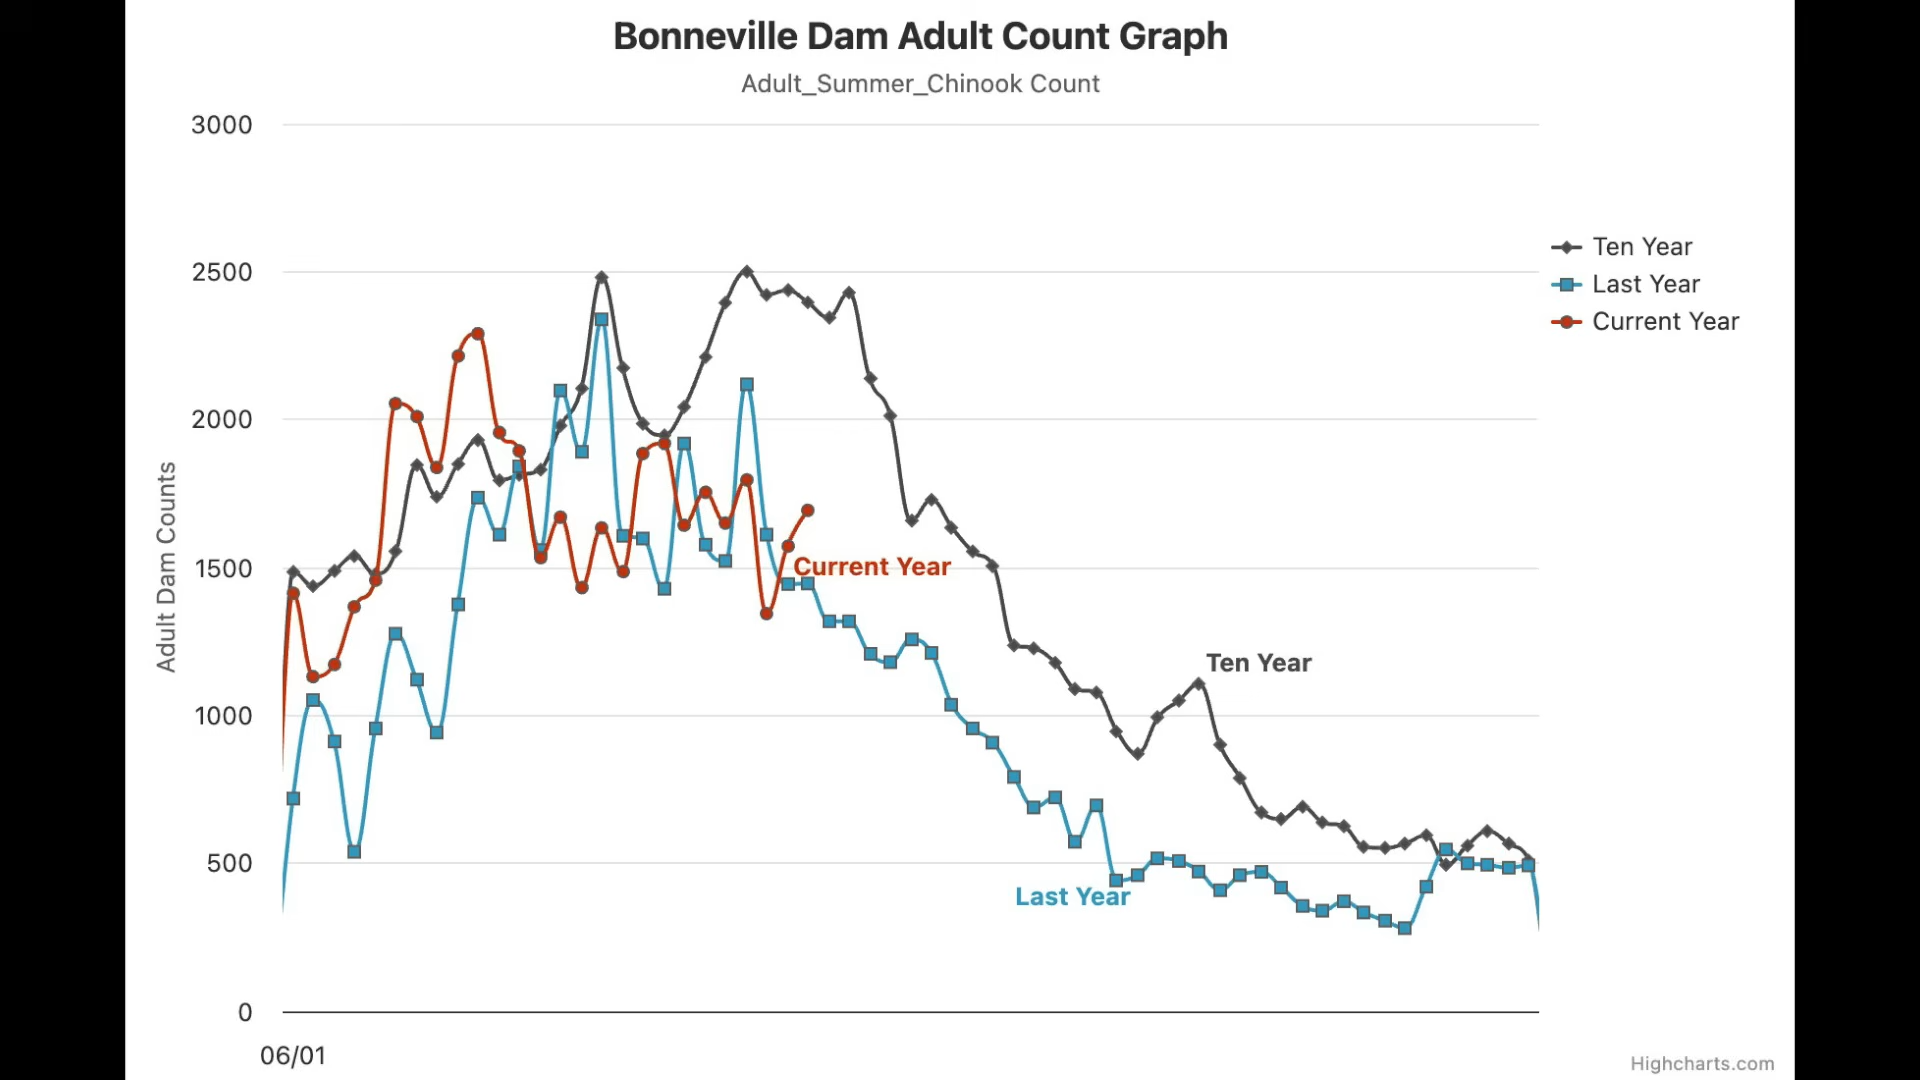 Bonneville Dam Adult Count Graph
Adult_Summer_Chinook Count
3000
2500
2000
1500
1000
500
0
Adult Dam Counts
06/01
Ten Year
Last Year
Current Year
Current Year
Ten Year
Last Year
Highcharts.com